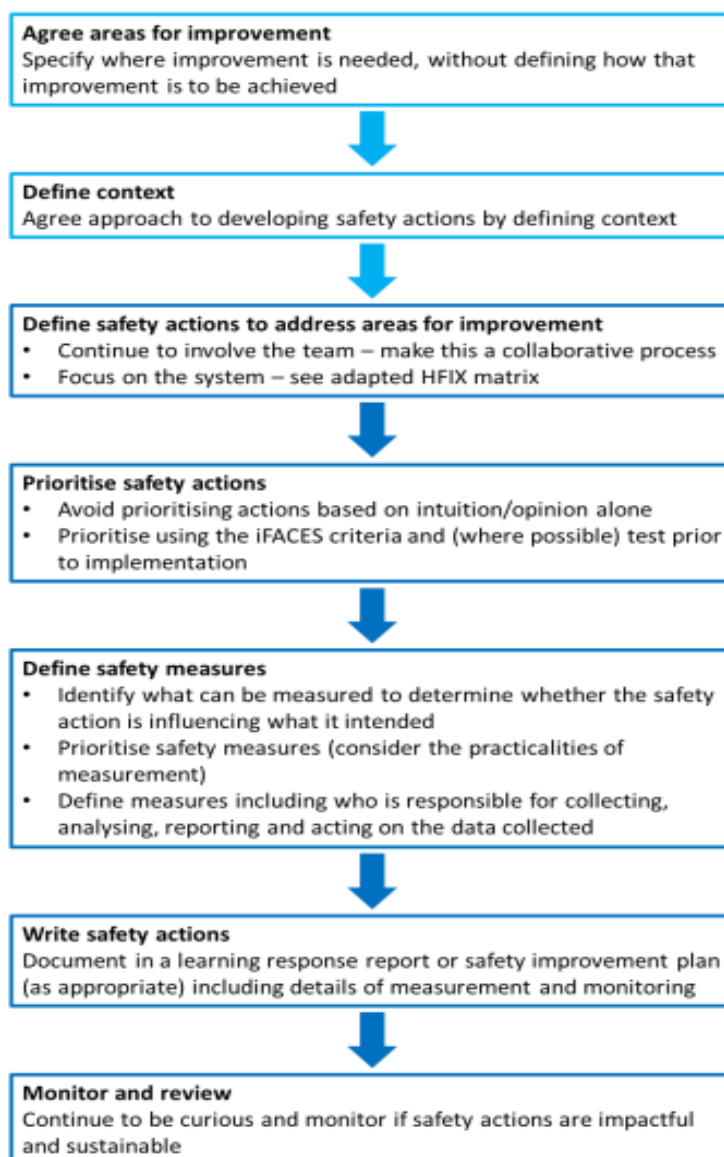 Agree areas for improvement
Specify where improvement is needed, without defining how that
improvement is to be achieved
Define context
Agree approach to developing safety actions by defining context
Define safety actions to address areas for improvement
• Continue to involve the team – make this a collaborative process
• Focus on the system – see adapted HFIX matrix
Prioritise safety actions
• Avoid prioritising actions based on intuition/opinion alone
• Prioritise using the iFACES criteria and (where possible) test prior
to implementation
Define safety measures
• Identify what can be measured to determine whether the safety
action is influencing what it intended
• Prioritise safety measures (consider the practicalities of
measurement)
• Define measures including who is responsible for collecting,
analysing, reporting and acting on the data collected
Write safety actions
Document in a learning response report or safety improvement plan
(as appropriate) including details of measurement and monitoring
Monitor and review
Continue to be curious and monitor if safety actions are impactful
and sustainable